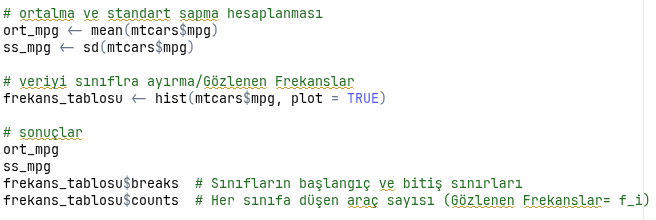 # ortalma ve standart sapma hesaplanması
ort_mpg <- mean(mtcars$mpg)
ss_mpg <- sd(mtcars$mpg)
# veriyi sınıflra ayırma/Gözlenen Frekanslar
frekans_tablosu <- hist(mtcars$mpg, plot = TRUE)
# sonuçlar
ort_mpg
ss_mpg
frekans_tablosu$breaks  # Sınıfların başlangıç ve bitiş sınırları
frekans_tablosu$counts  # Her sınıfa düşen araç sayısı (Gözlenen Frekanslar= f_i)